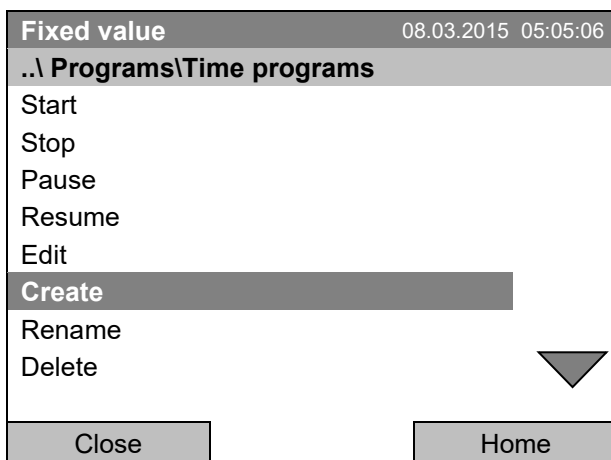 Fixed value 08.03.2015 05:05:06
..\ Programs\Time programs
Start
Stop
Pause
Resume
Edit
Create
Rename
Delete
Close Home